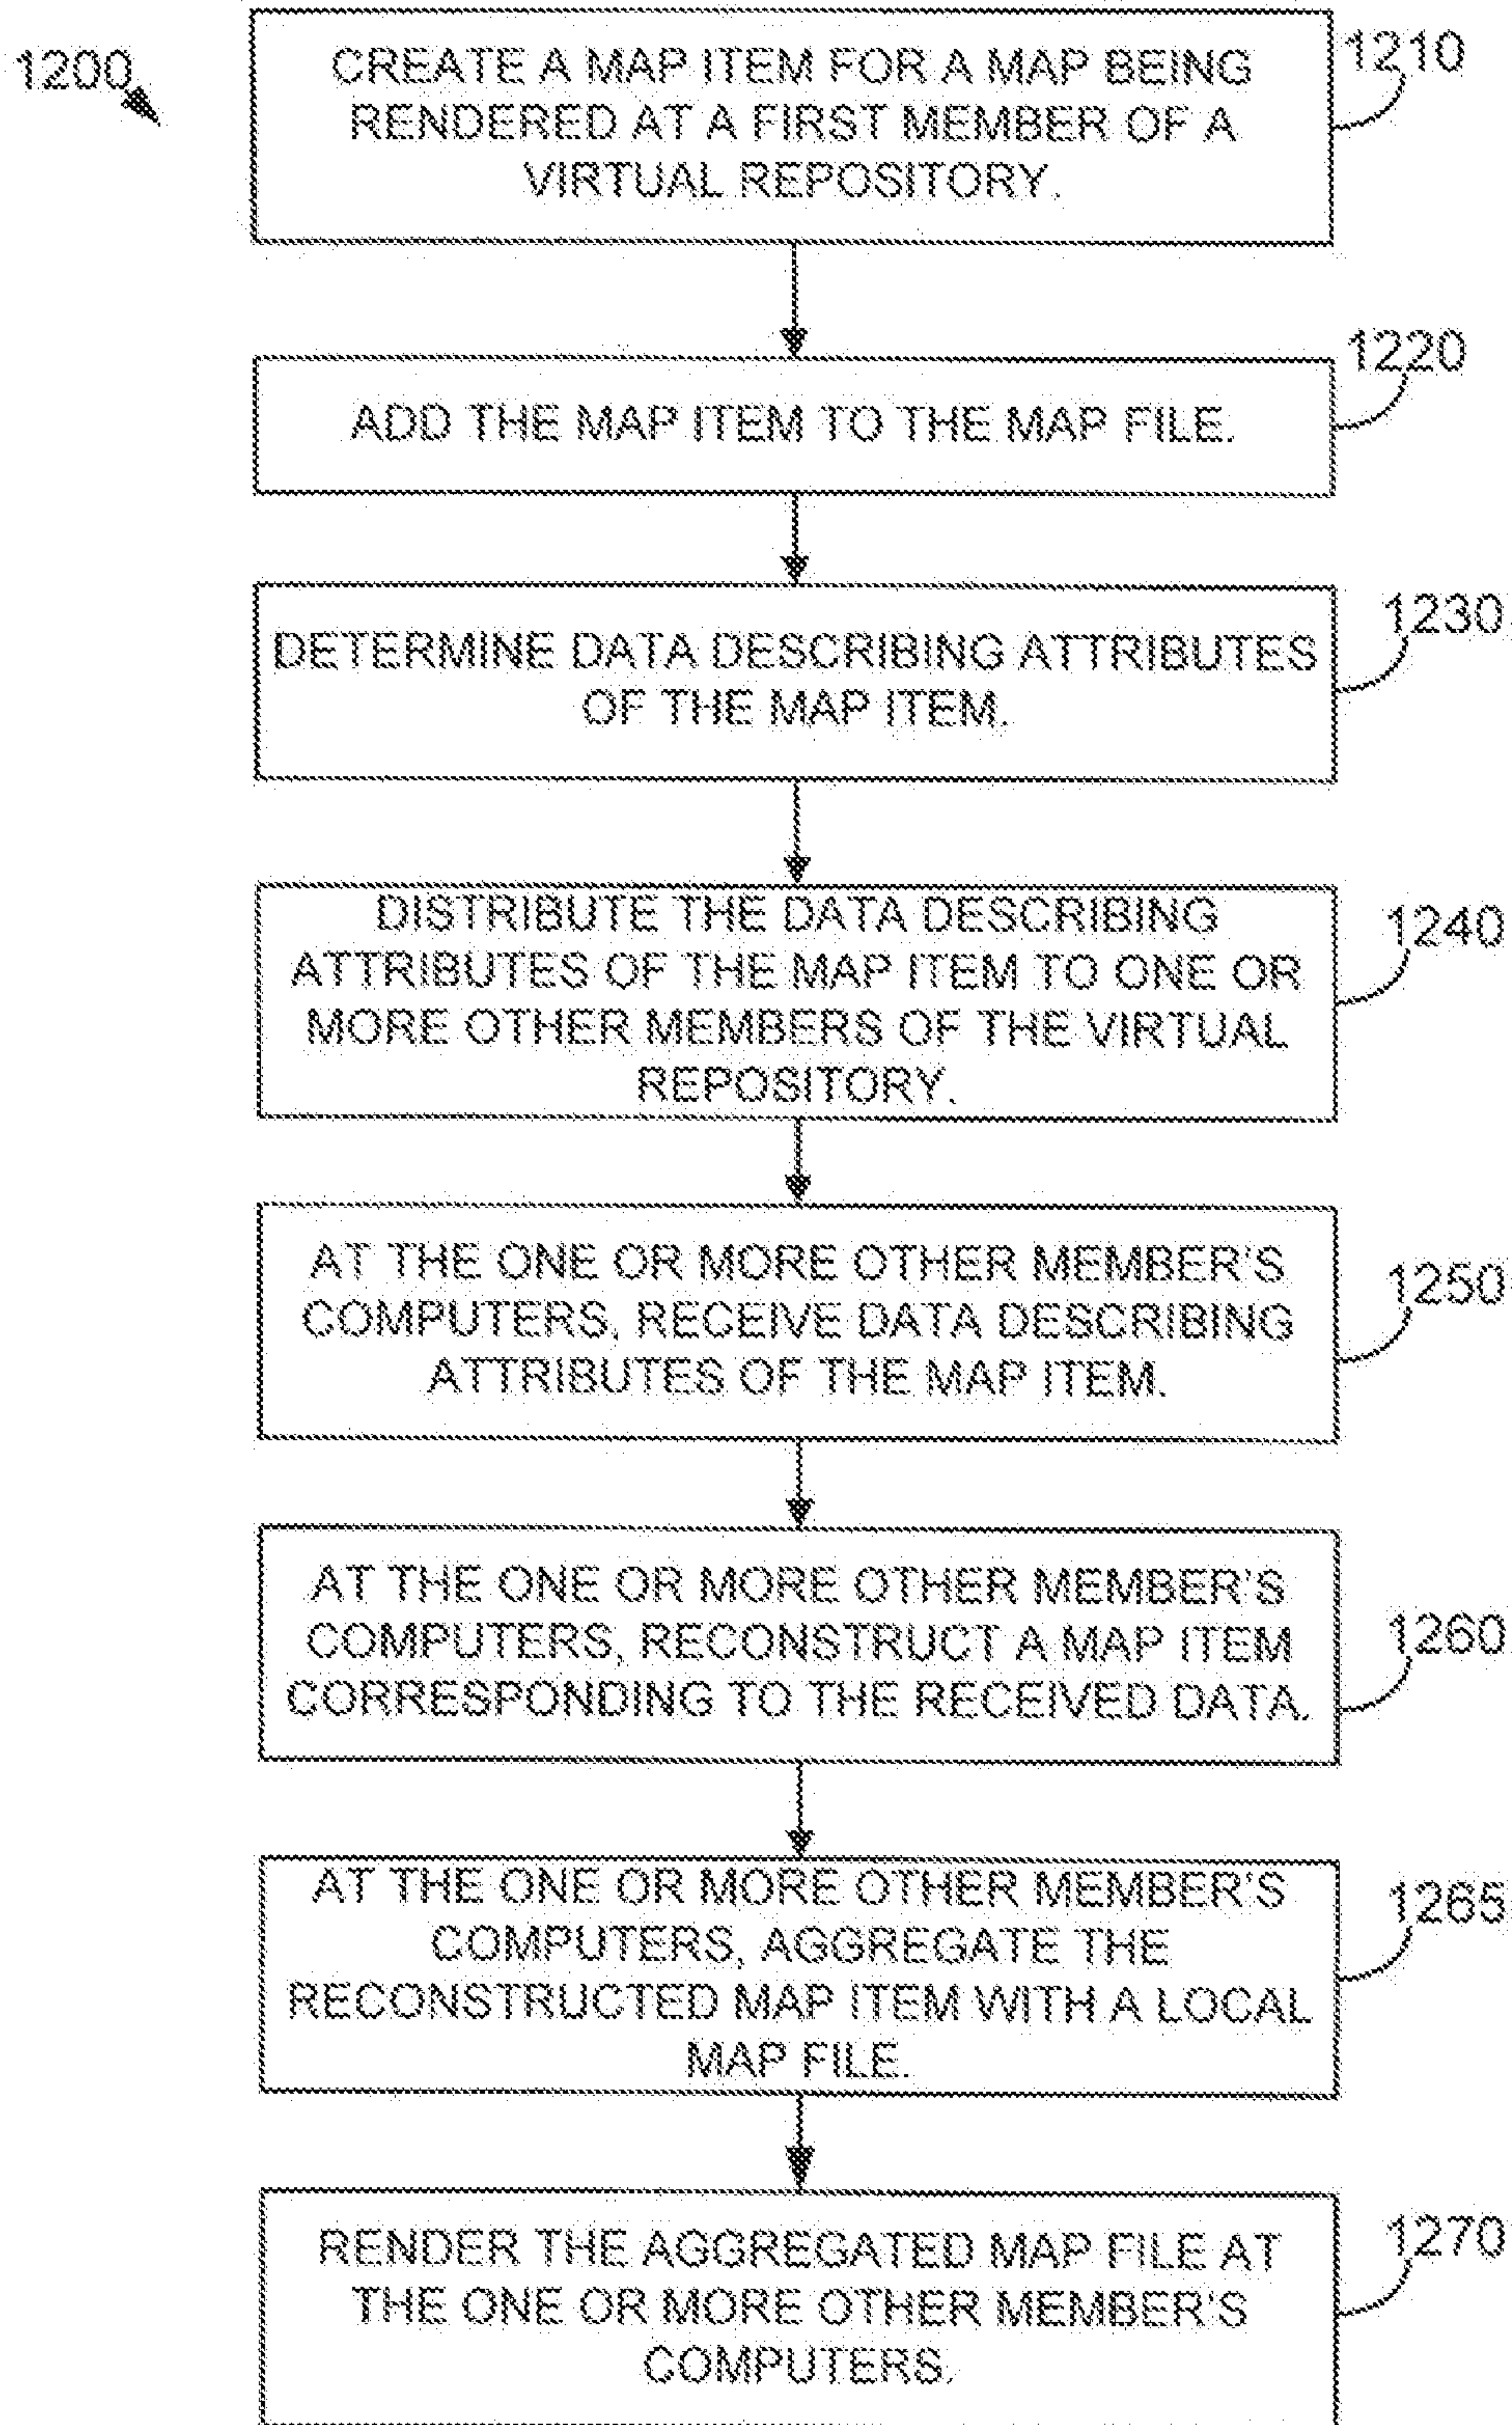 1200
CREATE A MAP ITEM FOR A MAP BEING
RENDERED AT A FIRST MEMBER OF A
VIRTUAL REPOSITORY.
1210
ADD THE MAP ITEM TO THE MAP FILE.
1220
DETERMINE DATA DESCRIBING ATTRIBUTES
OF THE MAP ITEM.
1230
DISTRIBUTE THE DATA DESCRIBING
ATTRIBUTES OF THE MAP ITEM TO ONE OR
MORE OTHER MEMBERS OF THE VIRTUAL
REPOSITORY.
1240
AT THE ONE OR MORE OTHER MEMBER'S
COMPUTERS, RECEIVE DATA DESCRIBING
ATTRIBUTES OF THE MAP ITEM.
1250
AT THE ONE OR MORE OTHER MEMBER'S
COMPUTERS, RECONSTRUCT A MAP ITEM
CORRESPONDING TO THE RECEIVED DATA.
1260
AT THE ONE OR MORE OTHER MEMBER'S
COMPUTERS, AGGREGATE THE
RECONSTRUCTED MAP ITEM WITH A LOCAL
MAP FILE.
1265
RENDER THE AGGREGATED MAP FILE AT
THE ONE OR MORE OTHER MEMBER'S
COMPUTERS.
1270